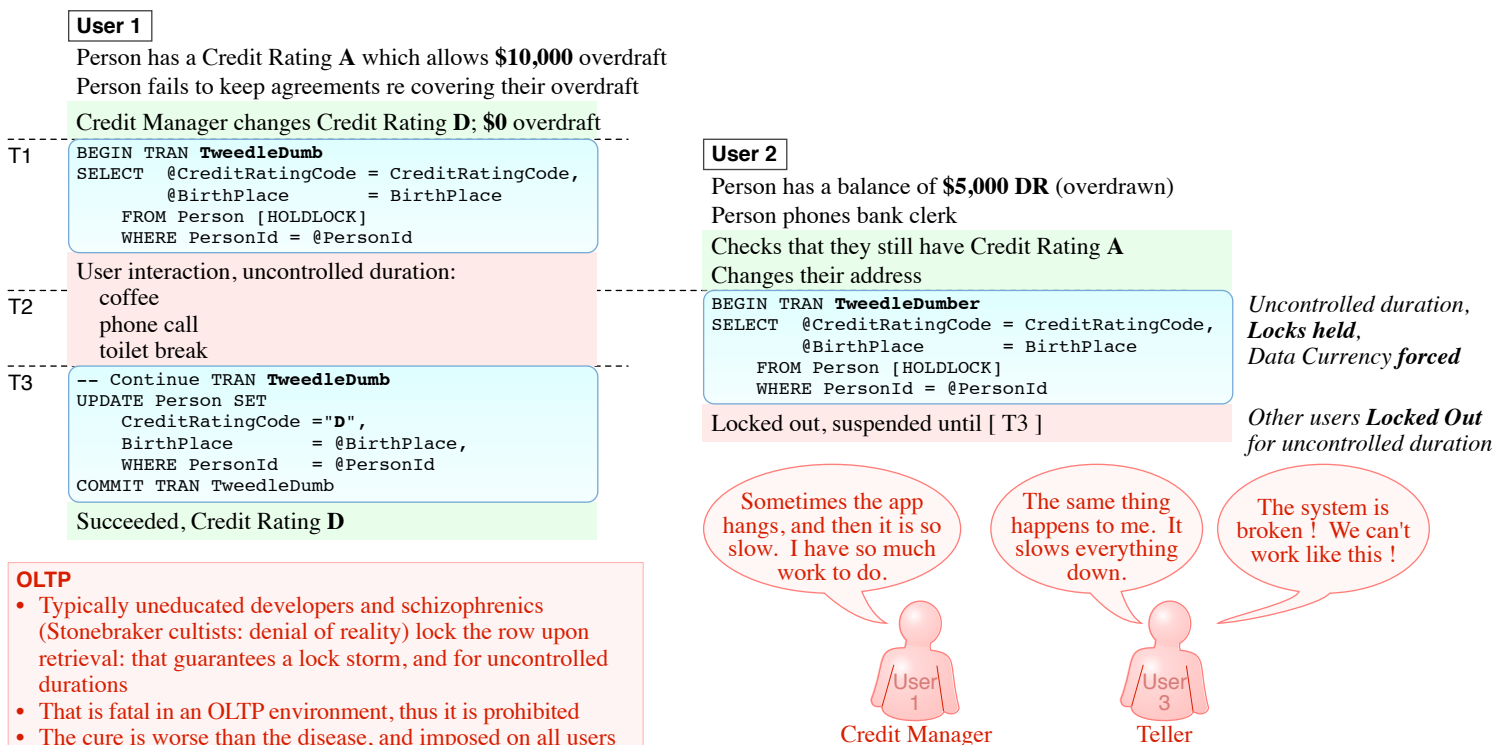 User 1
Person has a Credit Rating A which allows $10,000 overdraft
Person fails to keep agreements re covering their overdraft
Credit Manager changes Credit Rating D; $0 overdraft
T1
BEGIN TRAN TweedleDumb
SELECT @CreditRatingCode = CreditRatingCode,
@BirthPlace = BirthPlace
FROM Person [HOLDLOCK]
WHERE PersonId = @PersonId
User interaction, uncontrolled duration:
coffee
T2
phone call
toilet break
T3
-- Continue TRAN TweedleDumb
UPDATE Person SET
CreditRatingCode ="D",
BirthPlace = @BirthPlace,
WHERE PersonId = @PersonId
COMMIT TRAN TweedleDumb
Succeeded, Credit Rating D
User 2
Person has a balance of $5,000 DR (overdrawn)
Person phones bank clerk
Checks that they still have Credit Rating A
Changes their address
BEGIN TRAN TweedleDumber
SELECT @CreditRatingCode = CreditRatingCode,
@BirthPlace = BirthPlace
FROM Person [HOLDLOCK]
WHERE PersonId = @PersonId
Locked out, suspended until [ T3 ]
Uncontrolled duration,
Locks held,
Data Currency forced
Other users Locked Out
for uncontrolled duration
OLTP
• Typically uneducated developers and schizophrenics
(Stonebraker cultists: denial of reality) lock the row upon
retrieval: that guarantees a lock storm, and for uncontrolled
durations
• That is fatal in an OLTP environment, thus it is prohibited
• The cure is worse than the disease, and imposed on all users
Sometimes the app
hangs, and then it is so
slow. I have so much
work to do.
The same thing
happens to me. It
slows everything
down.
The system is
broken ! We can't
work like this !
User
1
Credit Manager
User
3
Teller